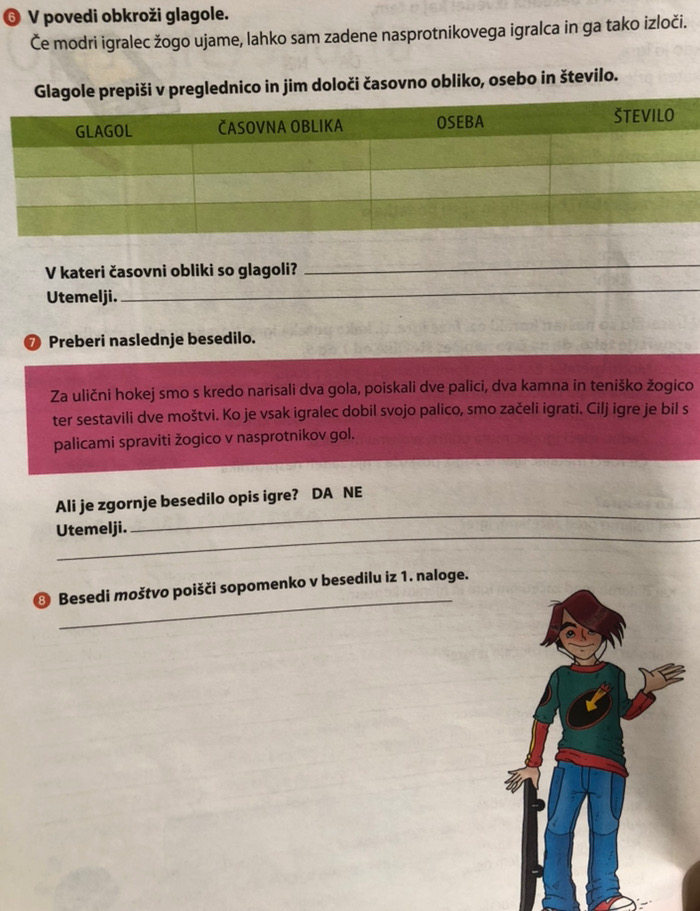 6 V povedi obkroži glagole.
Če modri igralec žogo ujame, lahko sam zadene nasprotnikovega igralca in ga tako izloči.
Glagole prepiši v preglednico in jim določi časovno obliko, osebo in število.
GLAGOL ČASOVNA OBLIKA OSEBA ŠTEVILO
V kateri časovni obliki so glagoli?
Utemelji.
7 Preberi naslednje besedilo.
Za ulični hokej smo s kredo narisali dva gola, poiskali dve palici, dva kamna in teniško žogico
ter sestavili dve moštvi. Ko je vsak igralec dobil svojo palico, smo začeli igrati. Cilj igre je bil s
palicami spraviti žogico v nasprotnikov gol.
Ali je zgornje besedilo opis igre? DA NE
Utemelji.
8 Besedi moštvo poišči sopomenko v besedilu iz 1. naloge.